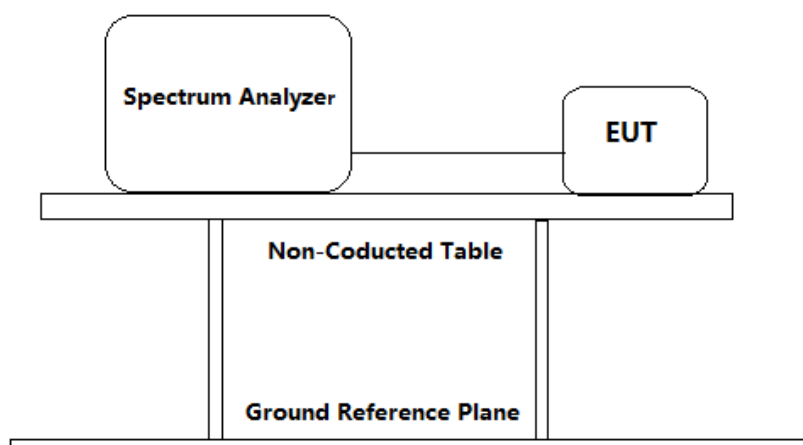 Spectrum Analyzer
EUT
Non-Coducted Table
Ground Reference Plane